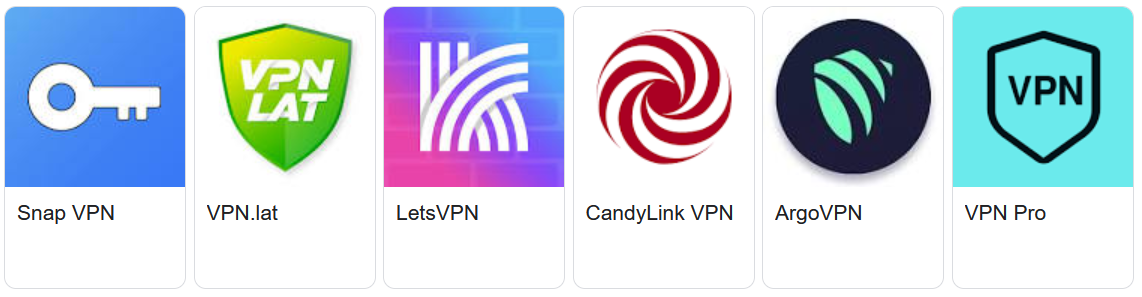 VPN
LAT
VPN
Snap VPN
VPN.lat
LetsVPN
CandyLink VPN
ArgoVPN
VPN Pro